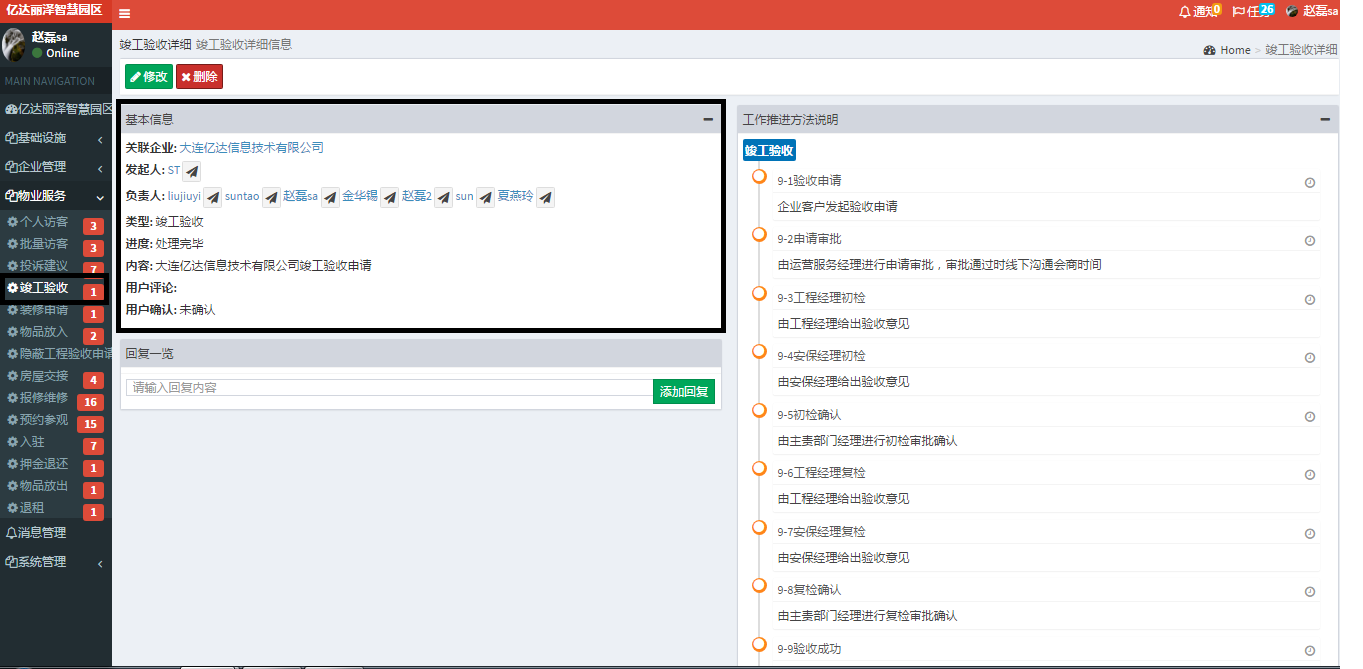 亿达丽泽智慧园区
通知 0 任务 26 赵磊sa
赵磊sa
Online
MAIN NAVIGATION
亿达丽泽智慧园区
基础设施
企业管理
物业服务
个人访客 3
批量访客 3
投诉建议 7
竣工验收 1
装修申请 1
物品放入 2
隐蔽工程验收申请
房屋交接 4
报修维修 16
预约参观 15
入驻 7
押金退还 1
物品放出 1
退租 1
消息管理
系统管理
竣工验收详细 竣工验收详细信息
Home > 竣工验收详细
修改 删除
基本信息
关联企业: 大连亿达信息技术有限公司
发起人: ST
负责人: liujiuyi suntao 赵磊sa 金华锡 赵磊2 sun 夏燕玲
类型: 竣工验收
进度: 处理完毕
内容: 大连亿达信息技术有限公司竣工验收申请
用户评论:
用户确认: 未确认
回复一览
请输入回复内容 添加回复
工作推进方法说明
竣工验收
9-1验收申请
企业客户发起验收申请
9-2申请审批
由运营服务经理进行申请审批，审批通过时线下沟通会商时间
9-3工程经理初检
由工程经理给出验收意见
9-4安保经理初检
由安保经理给出验收意见
9-5初检确认
由主责部门经理进行初检审批确认
9-6工程经理复检
由工程经理给出验收意见
9-7安保经理复检
由安保经理给出验收意见
9-8复检确认
由主责部门经理进行复检审批确认
9-9验收成功